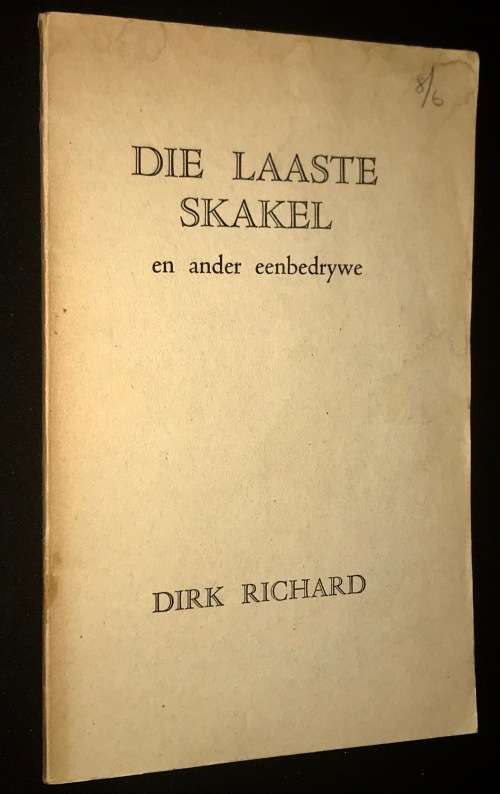 8/6
DIE LAASTE
SKAKEL
en ander eenbedrywe
DIRK RICHARD